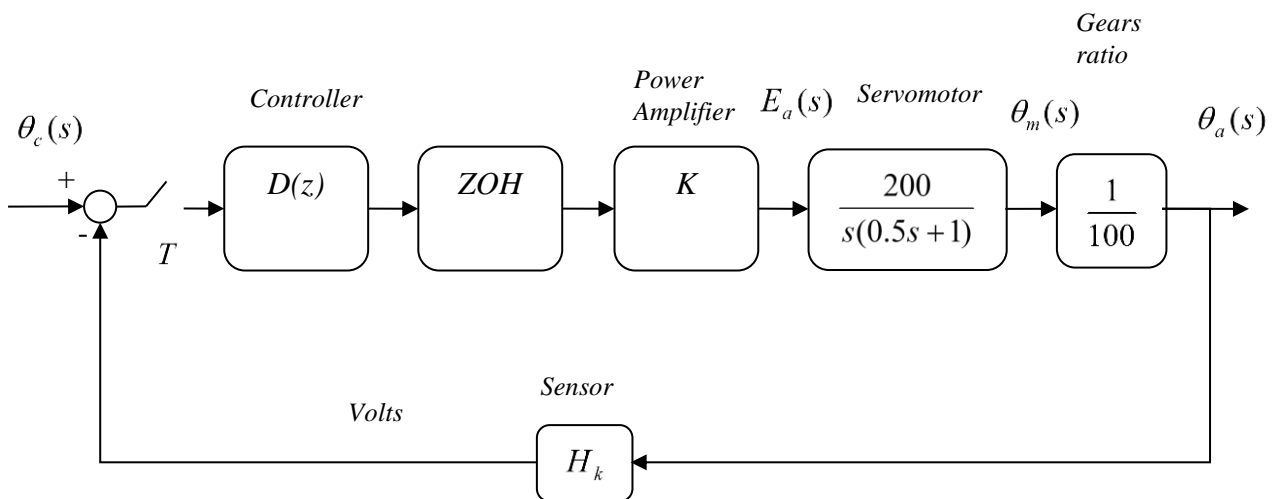 Gears
ratio
Controller
Power
Amplifier
E_a(s)
Servomotor
θ_c(s)
θ_m(s)
θ_a(s)
+
-
T
D(z)
ZOH
K
200
s(0.5s+1)
1
100
Sensor
Volts
H_k